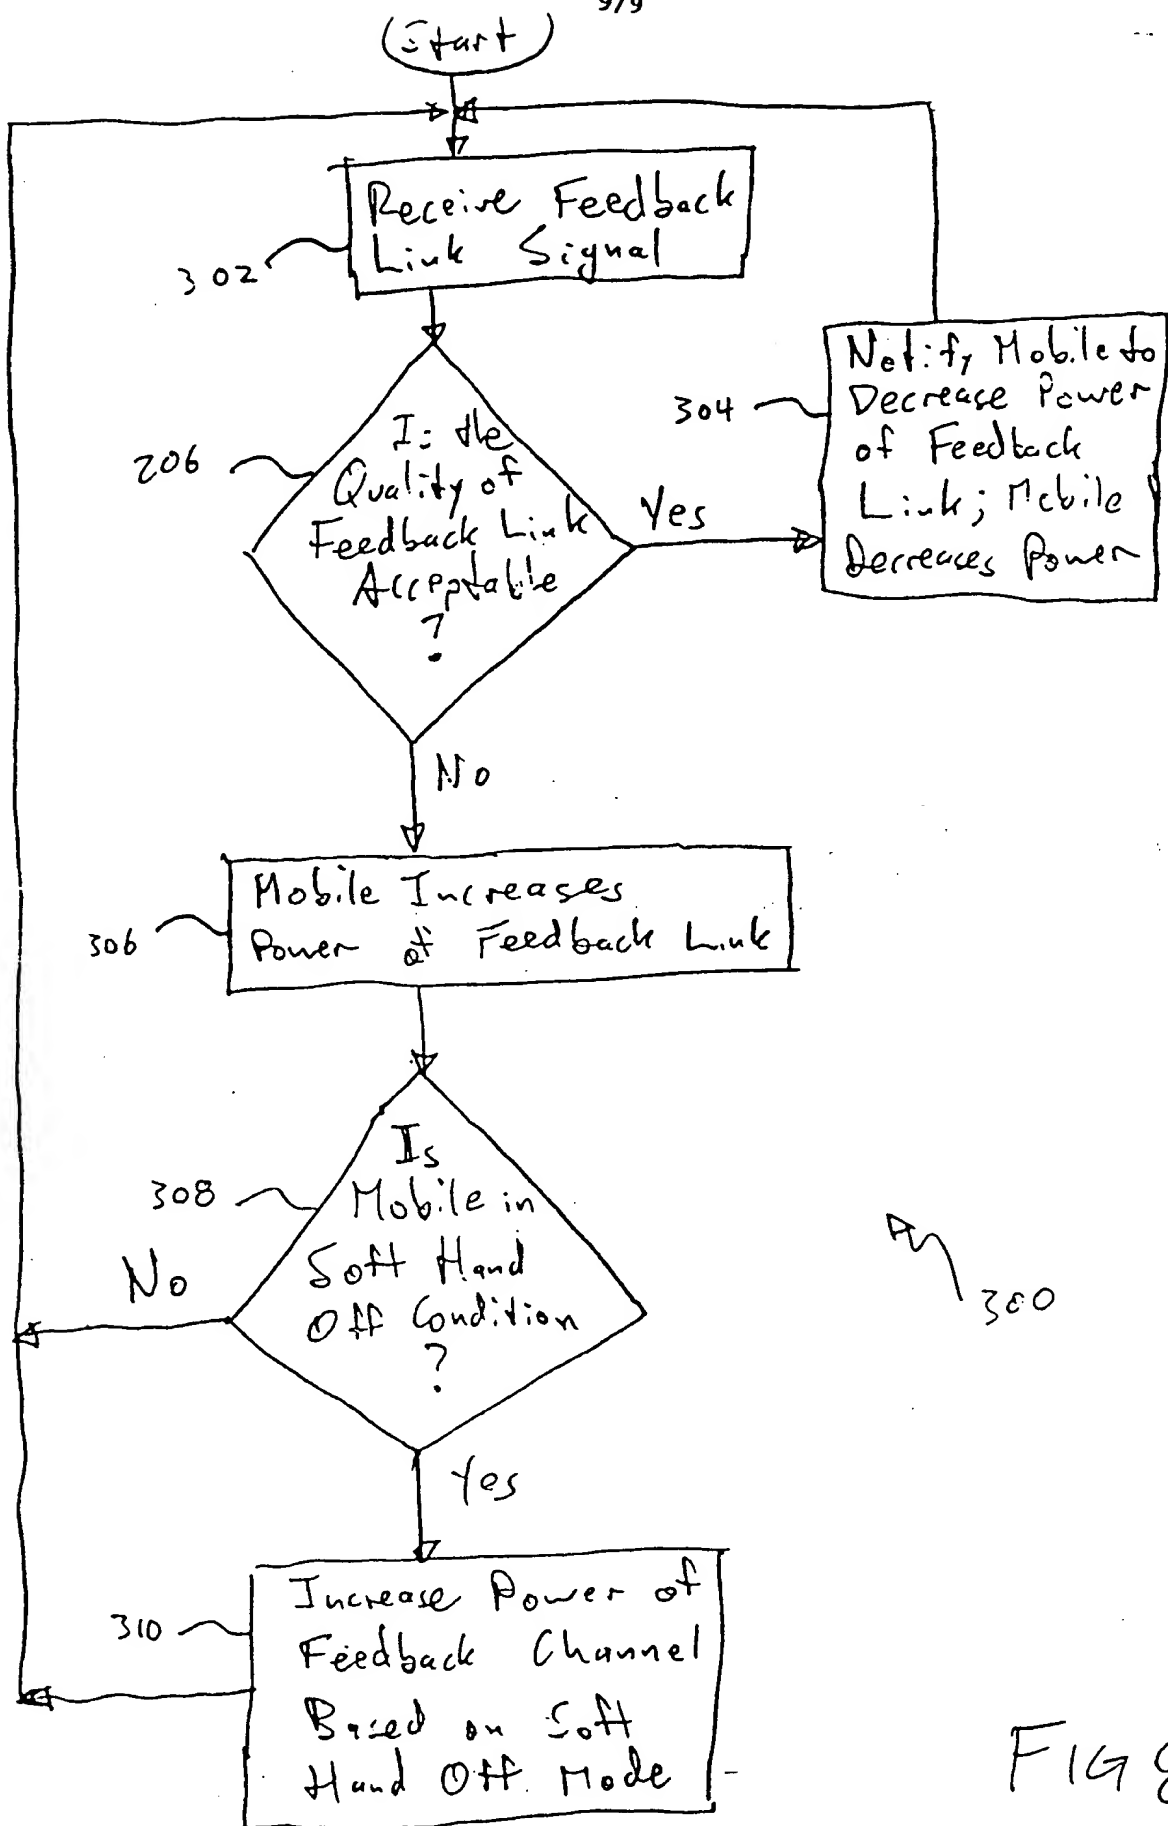 9/9
Start
Receive Feedback
Link Signal
302
Notify Mobile to
Decrease Power
of Feedback
Link; Mobile
Decreases Power
304
Is the
Quality of
Feedback Link
Acceptable
?
206
Yes
No
Mobile Increases
Power of Feedback Link
306
Is
Mobile in
Soft Hand
Off Condition
?
308
No
300
Yes
Increase Power of
Feedback Channel
Based on Soft
Hand Off Mode
310
FIG 8